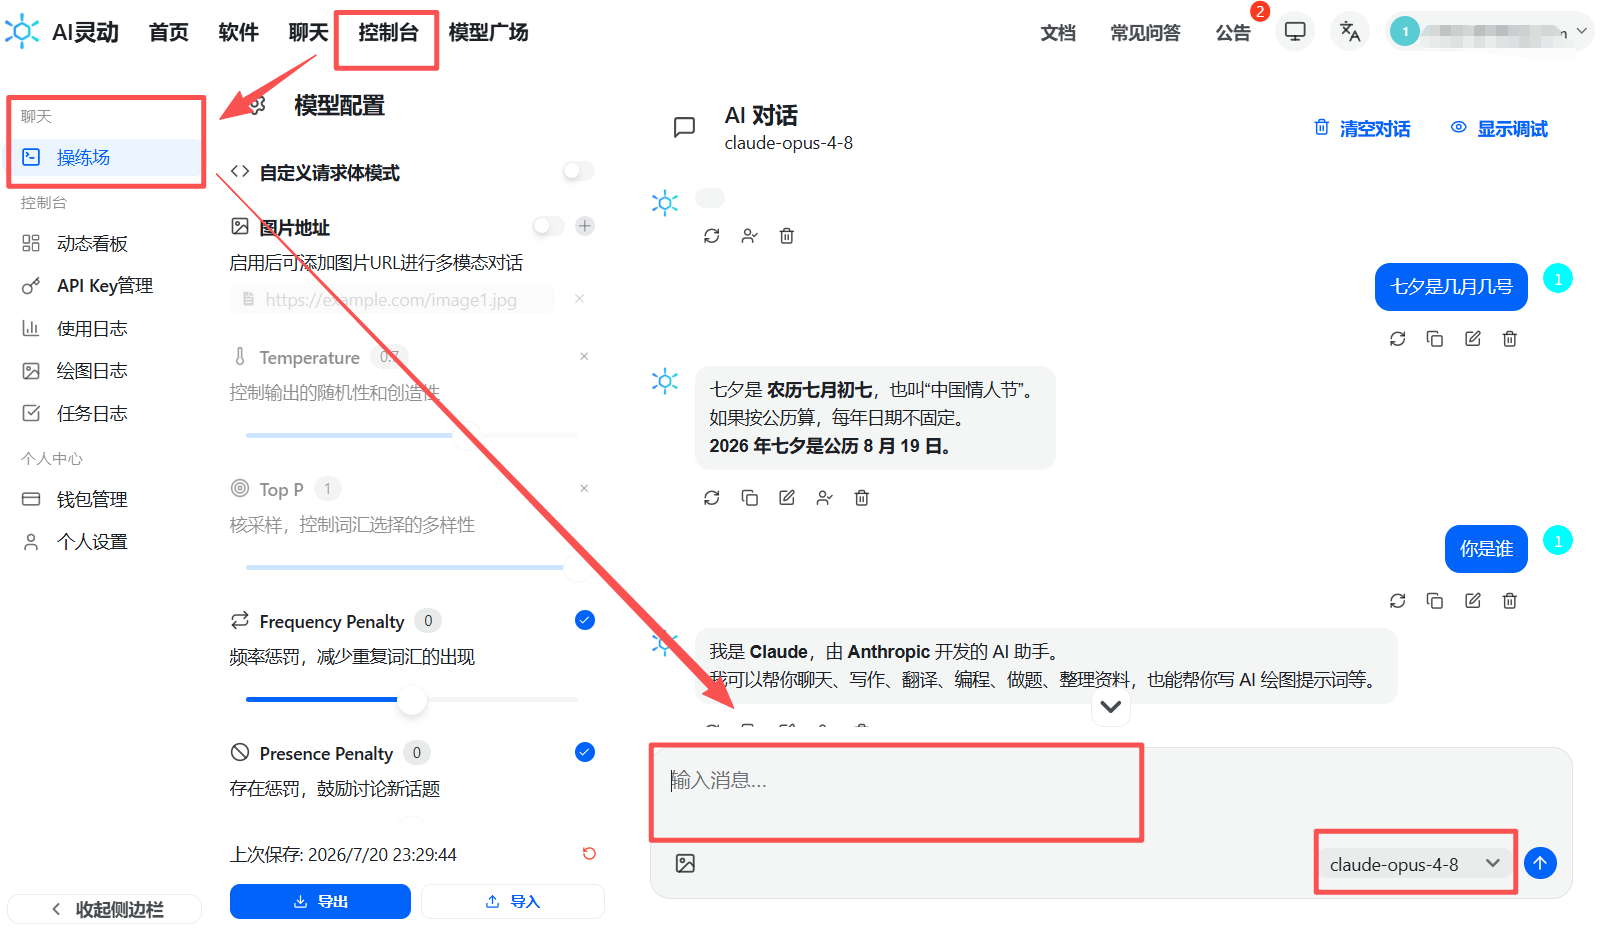 AI灵动
首页
软件
聊天
控制台
模型广场
文档
常见问答
公告
2
1
聊天
操练场
控制台
动态看板
API Key管理
使用日志
绘图日志
任务日志
个人中心
钱包管理
个人设置
收起侧边栏
模型配置
自定义请求体模式
图片地址
启用后可添加图片URL进行多模态对话
https://example.com/image1.jpg
Temperature 0.7
控制输出的随机性和创造性
Top P 1
核采样，控制词汇选择的多样性
Frequency Penalty 0
频率惩罚，减少重复词汇的出现
Presence Penalty 0
存在惩罚，鼓励讨论新话题
上次保存: 2026/7/20 23:29:44
导出
导入
AI 对话
claude-opus-4-8
清空对话
显示调试
七夕是几月几号
1
七夕是 农历七月初七，也叫“中国情人节”。
如果按公历算，每年日期不固定。
2026 年七夕是公历 8 月 19 日。
你是谁
1
我是 Claude，由 Anthropic 开发的 AI 助手。
我可以帮你聊天、写作、翻译、编程、做题、整理资料，也能帮你写 AI 绘图提示词等。
输入消息...
claude-opus-4-8